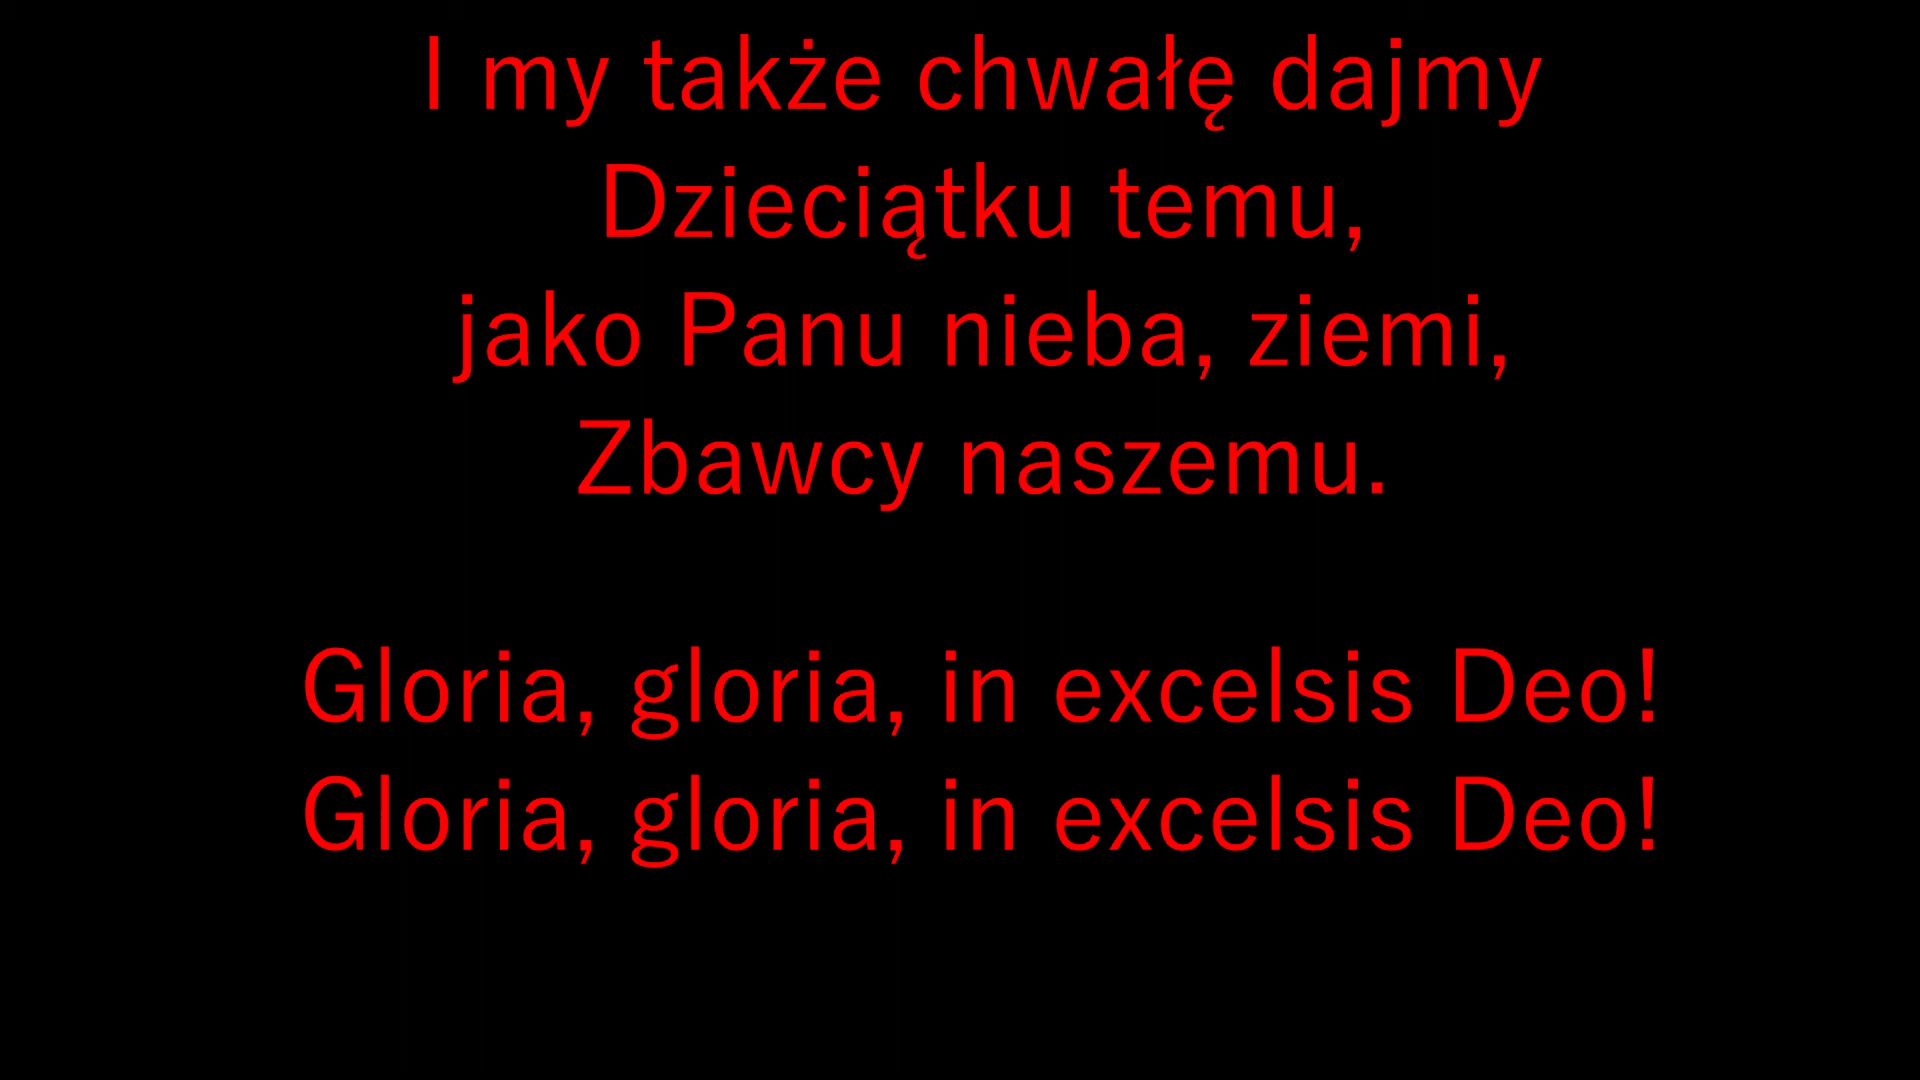 I my także chwałę dajmy
Dzieciątku temu,
jako Panu nieba, ziemi,
Zbawcy naszemu.
Gloria, gloria, in excelsis Deo!
Gloria, gloria, in excelsis Deo!